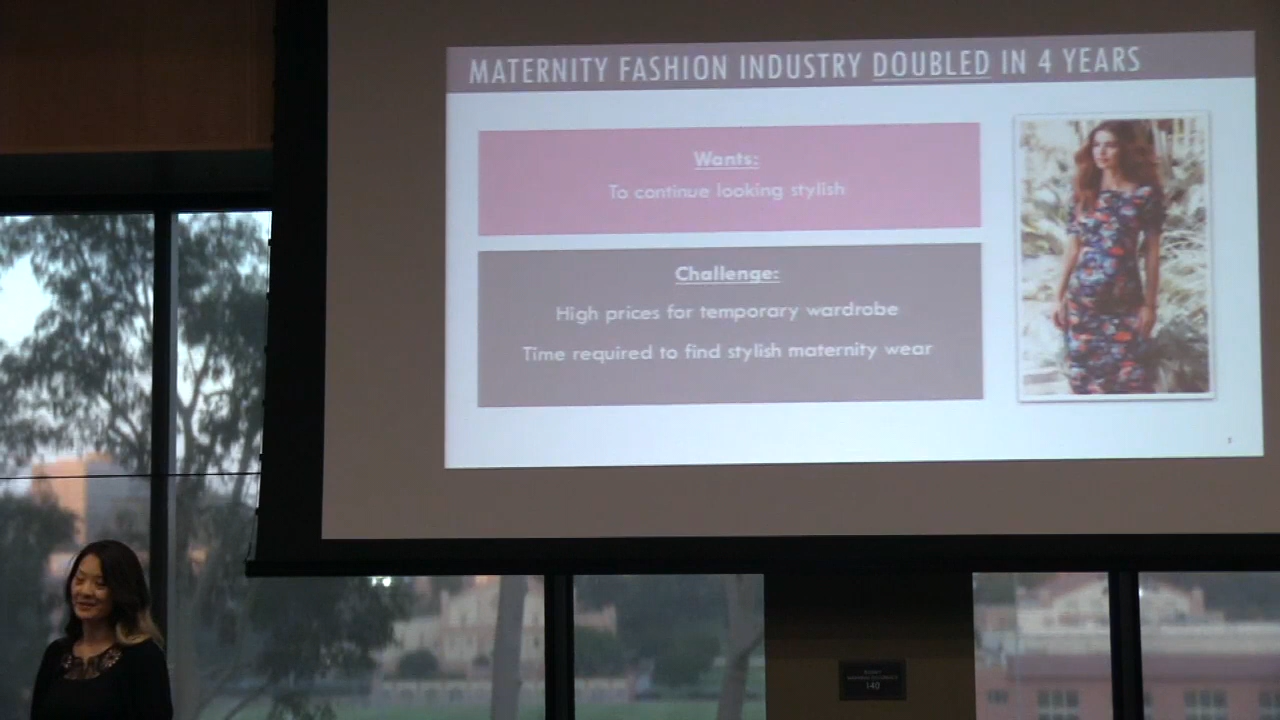 MATERNITY FASHION INDUSTRY DOUBLED IN 4 YEARS
Wants:
To continue looking stylish
Challenge:
High prices for temporary wardrobe
Time required to find stylish maternity wear
140